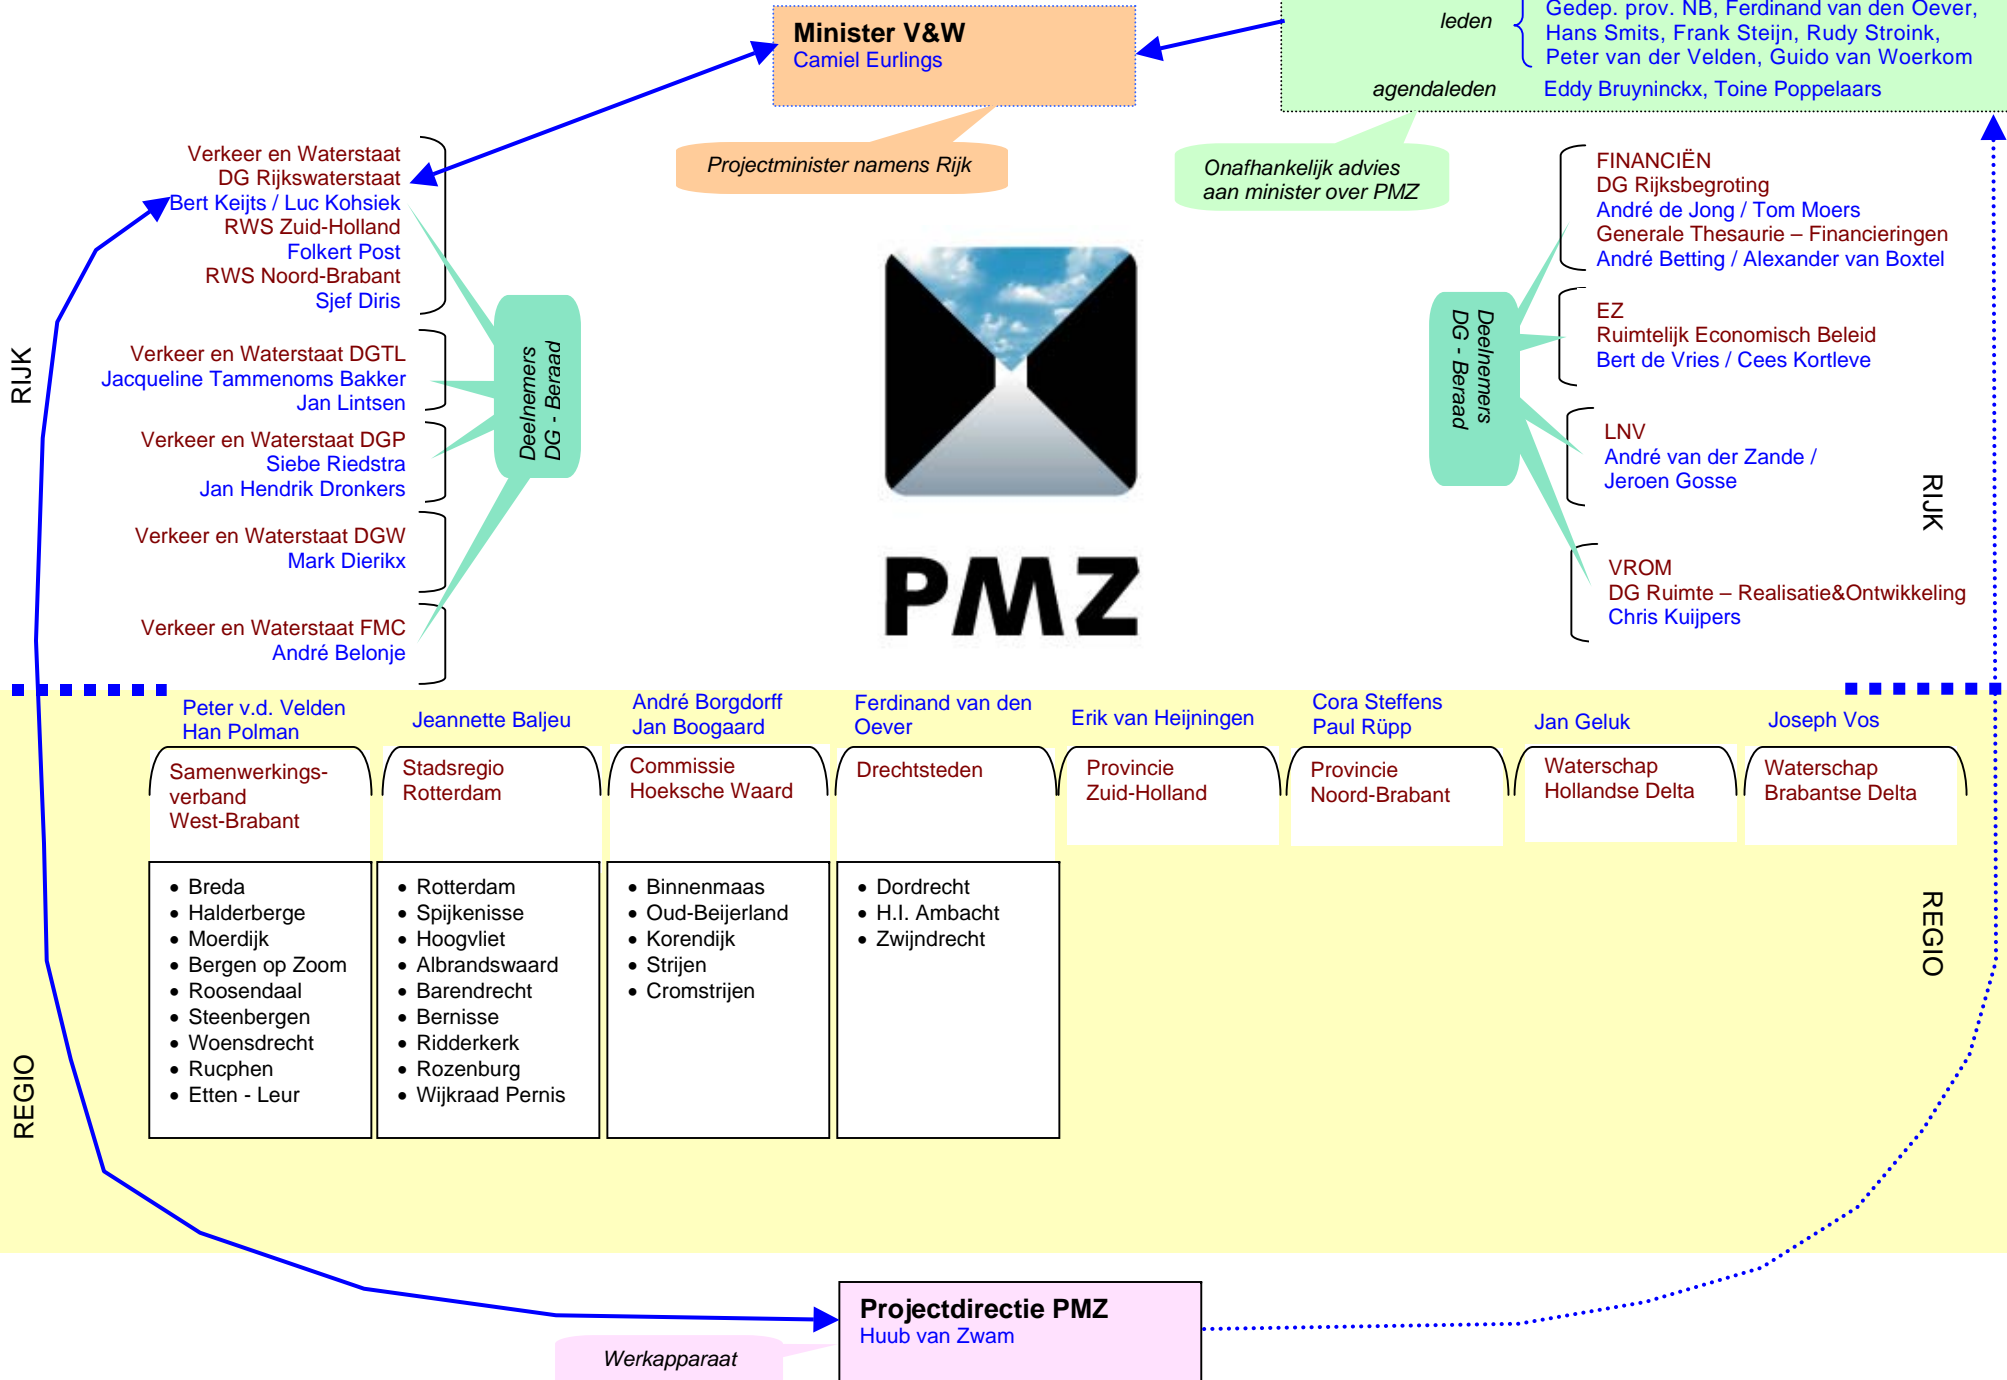 Minister V&W
Camiel Eurlings
leden
Gedep. prov. NB, Ferdinand van den Oever,
Hans Smits, Frank Steijn, Rudy Stroink,
Peter van der Velden, Guido van Woerkom
agendaleden
Eddy Bruyninckx, Toine Poppelaars
Projectminister namens Rijk
Onafhankelijk advies
aan minister over PMZ
RIJK
Verkeer en Waterstaat
DG Rijkswaterstaat
Bert Keijts / Luc Kohsiek
RWS Zuid-Holland
Folkert Post
RWS Noord-Brabant
Sjef Diris
Verkeer en Waterstaat DGTL
Jacqueline Tammenoms Bakker
Jan Lintsen
Verkeer en Waterstaat DGP
Siebe Riedstra
Jan Hendrik Dronkers
Verkeer en Waterstaat DGW
Mark Dierikx
Verkeer en Waterstaat FMC
André Belonje
Deelnemers
DG - Beraad
PMZ
Deelnemers
DG - Beraad
FINANCIËN
DG Rijksbegroting
André de Jong / Tom Moers
Generale Thesaurie – Financieringen
André Betting / Alexander van Boxtel
EZ
Ruimtelijk Economisch Beleid
Bert de Vries / Cees Kortleve
LNV
André van der Zande /
Jeroen Gosse
VROM
DG Ruimte – Realisatie&Ontwikkeling
Chris Kuijpers
RIJK
REGIO
Peter v.d. Velden
Han Polman
Samenwerkings-
verband
West-Brabant
• Breda
• Halderberge
• Moerdijk
• Bergen op Zoom
• Roosendaal
• Steenbergen
• Woensdrecht
• Rucphen
• Etten - Leur
Jeannette Baljeu
Stadsregio
Rotterdam
• Rotterdam
• Spijkenisse
• Hoogvliet
• Albrandswaard
• Barendrecht
• Bernisse
• Ridderkerk
• Rozenburg
• Wijkraad Pernis
André Borgdorff
Jan Boogaard
Commissie
Hoeksche Waard
• Binnenmaas
• Oud-Beijerland
• Korendijk
• Strijen
• Cromstrijen
Ferdinand van den
Oever
Drechtsteden
• Dordrecht
• H.I. Ambacht
• Zwijndrecht
Erik van Heijningen
Provincie
Zuid-Holland
Cora Steffens
Paul Rüpp
Provincie
Noord-Brabant
Jan Geluk
Waterschap
Hollandse Delta
Joseph Vos
Waterschap
Brabantse Delta
REGIO
Projectdirectie PMZ
Huub van Zwam
Werkapparaat